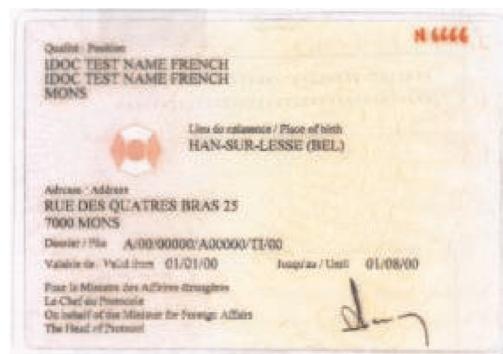 N 6666
Qualité - Position
IDOC TEST NAME FRENCH
IDOC TEST NAME FRENCH
MONS
Lieu de naissance / Place of birth
HAN-SUR-LESSE (BEL)
Adresse - Address
RUE DES QUATRES BRAS 25
7000 MONS
Dossier / File A/00/00000/A00000/TI/00
Valable de - Valid from 01/01/00 Jusqu'au / Until 01/08/00
Pour le Ministre des Affaires étrangères
Le Chef du Protocole
On behalf of the Minister for Foreign Affairs
The Head of Protocol